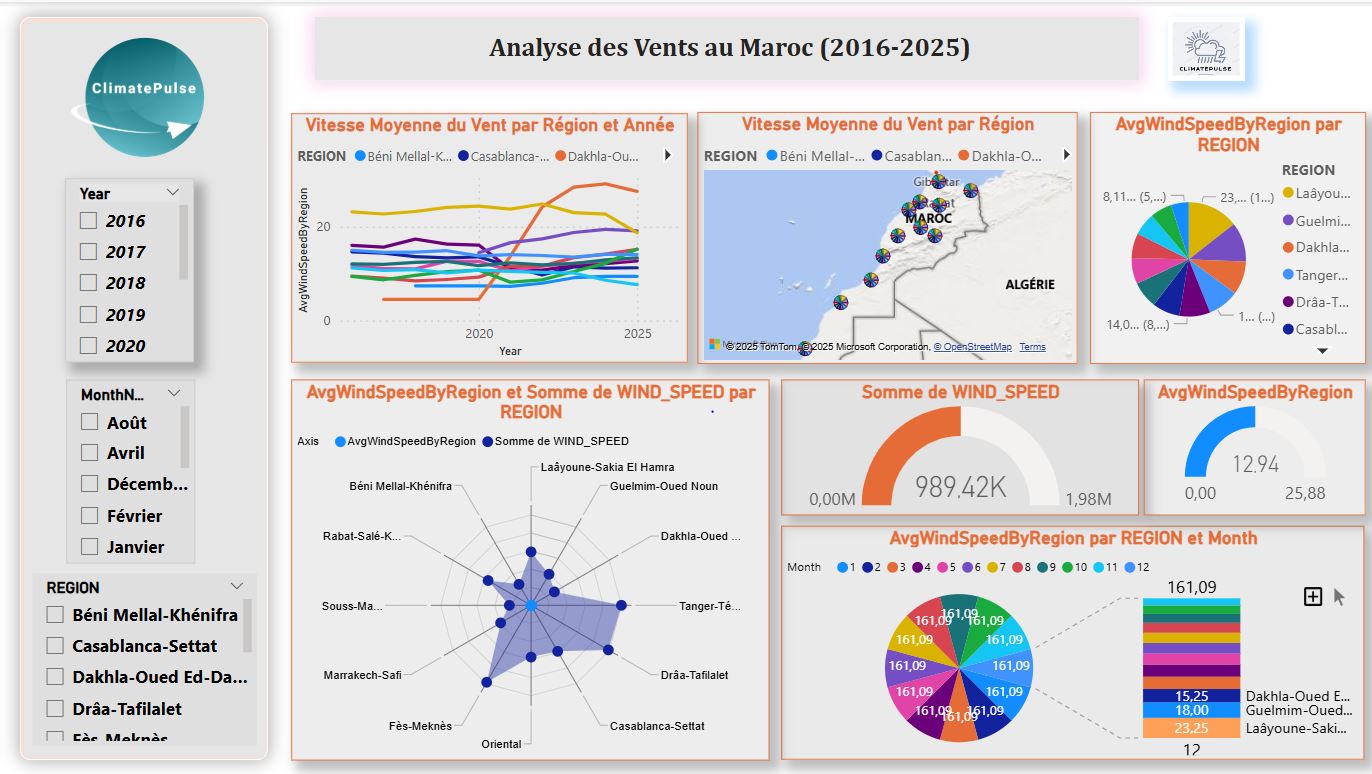 Analyse des Vents au Maroc (2016-2025)
CLIMATEPULSE
ClimatePulse
Year
2016
2017
2018
2019
2020
MonthN...
Août
Avril
Décemb...
Février
Janvier
REGION
Béni Mellal-Khénifra
Casablanca-Settat
Dakhla-Oued Ed-Da...
Drâa-Tafilalet
Fès-Meknès
Vitesse Moyenne du Vent par Région et Année
REGION Béni Mellal-K... Casablanca-... Dakhla-Ou...
AvgWindSpeedByRegion
20
0
2020 2025
Year
Vitesse Moyenne du Vent par Région
REGION Béni Mellal-... Casablan... Dakhla-O...
MAROC
ALGÉRIE
© 2025 TomTom, © 2025 Microsoft Corporation, © OpenStreetMap Terms
AvgWindSpeedByRegion par
REGION
REGION
8,11... (5,...) 23,... (1...)
14,0... (8,...) 1... (...)
Laâyou...
Guelmi...
Dakhla...
Tanger...
Drâa-T...
Casabl...
AvgWindSpeedByRegion et Somme de WIND_SPEED par
REGION
Axis AvgWindSpeedByRegion Somme de WIND_SPEED
Laâyoune-Sakia El Hamra
Béni Mellal-Khénifra Guelmim-Oued Noun
Rabat-Salé-K... Dakhla-Oued ...
Souss-Ma... Tanger-Té...
Marrakech-Safi Drâa-Tafilalet
Fès-Meknès Casablanca-Settat
Oriental
Somme de WIND_SPEED
989,42K
0,00M 1,98M
AvgWindSpeedByRegion
12,94
0,00 25,88
AvgWindSpeedByRegion par REGION et Month
Month 1 2 3 4 5 6 7 8 9 10 11 12
161,09
161,09
161,09
161,09
161,09
161,09
161,09
161,09
161,09
161,09
161,09
161,09
161,09
15,25 Dakhla-Oued E...
18,00 Guelmim-Oued...
23,25 Laâyoune-Saki...
12